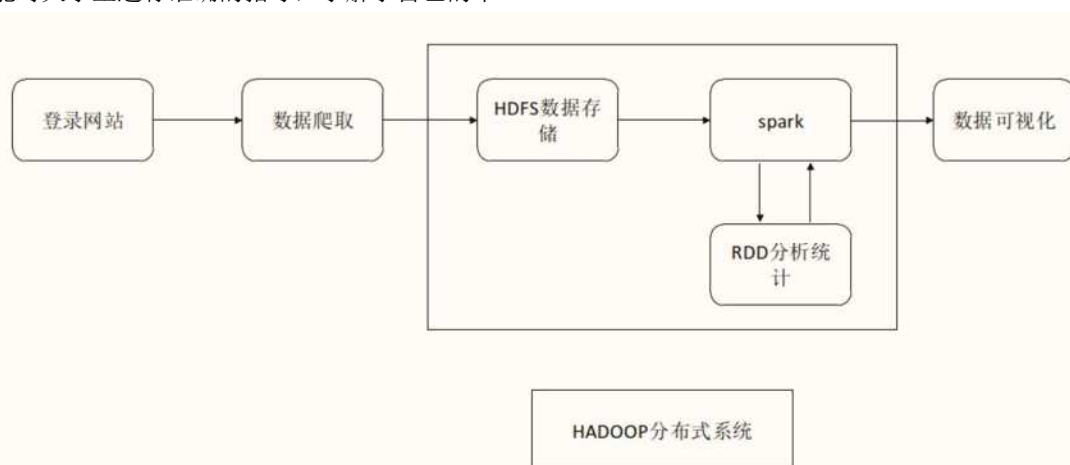 登录网站
数据爬取
HDFS数据存
储
spark
数据可视化
RDD分析统
计
HADOOP分布式系统